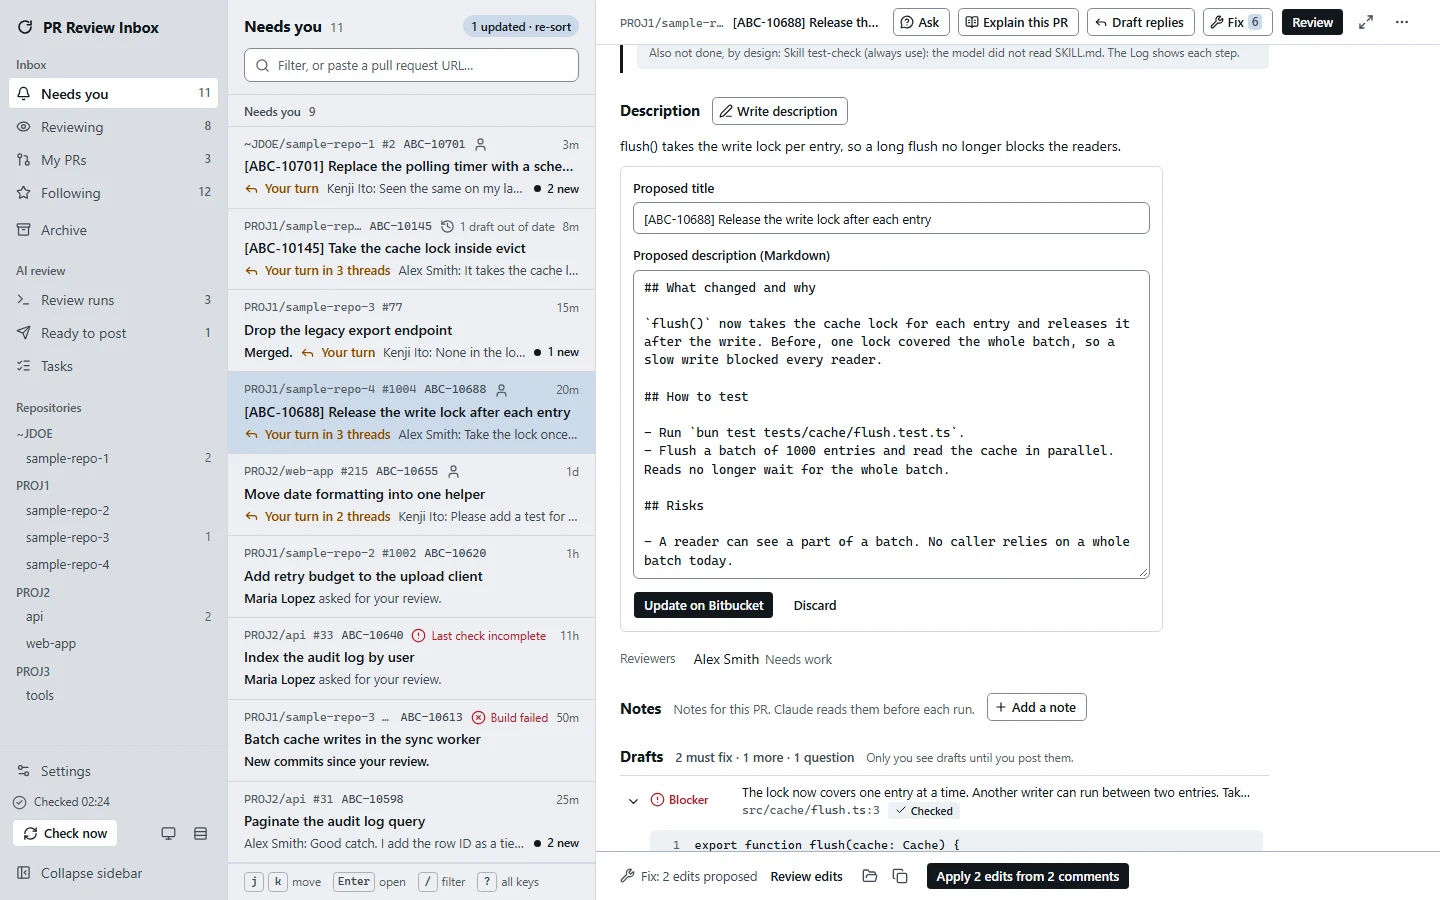 PR Review Inbox
Inbox
Needs you 11
Reviewing 8
My PRs 3
Following 12
Archive
AI review
Review runs 3
Ready to post 1
Tasks
Repositories
~JDOE
sample-repo-1 2
PROJ1
sample-repo-2
sample-repo-3 1
sample-repo-4
PROJ2
api 2
web-app
PROJ3
tools
Settings
Checked 02:24
Check now
Collapse sidebar
Needs you 11
1 updated · re-sort
Filter, or paste a pull request URL...
Needs you 9
~JDOE/sample-repo-1 #2 ABC-10701 3m
[ABC-10701] Replace the polling timer with a sche...
Your turn Kenji Ito: Seen the same on my la... 2 new
PROJ1/sample-rep... ABC-10145 1 draft out of date 8m
[ABC-10145] Take the cache lock inside evict
Your turn in 3 threads Alex Smith: It takes the cache l...
PROJ1/sample-repo-3 #77 15m
Drop the legacy export endpoint
Merged. Your turn Kenji Ito: None in the lo... 1 new
PROJ1/sample-repo-4 #1004 ABC-10688 20m
[ABC-10688] Release the write lock after each entry
Your turn in 3 threads Alex Smith: Take the lock once...
PROJ2/web-app #215 ABC-10655 1d
Move date formatting into one helper
Your turn in 2 threads Kenji Ito: Please add a test for ...
PROJ1/sample-repo-2 #1002 ABC-10620 1h
Add retry budget to the upload client
Maria Lopez asked for your review.
PROJ2/api #33 ABC-10640 Last check incomplete 11h
Index the audit log by user
Maria Lopez asked for your review.
PROJ1/sample-repo-3 ... ABC-10613 Build failed 50m
Batch cache writes in the sync worker
New commits since your review.
PROJ2/api #31 ABC-10598 25m
Paginate the audit log query
Alex Smith: Good catch. I add the row ID as a tie... 2 new
j k move Enter open / filter ? all keys
PROJ1/sample-r... [ABC-10688] Release th...
Ask
Explain this PR
Draft replies
Fix 6
Review
Also not done, by design: Skill test-check (always use): the model did not read SKILL.md. The Log shows each step.
Description
Write description
flush() takes the write lock per entry, so a long flush no longer blocks the readers.
Proposed title
[ABC-10688] Release the write lock after each entry
Proposed description (Markdown)
## What changed and why
`flush()` now takes the cache lock for each entry and releases it
after the write. Before, one lock covered the whole batch, so a
slow write blocked every reader.
## How to test
- Run `bun test tests/cache/flush.test.ts`.
- Flush a batch of 1000 entries and read the cache in parallel.
Reads no longer wait for the whole batch.
## Risks
- A reader can see a part of a batch. No caller relies on a whole
batch today.
Update on Bitbucket
Discard
Reviewers Alex Smith Needs work
Notes Notes for this PR. Claude reads them before each run.
Add a note
Drafts 2 must fix · 1 more · 1 question Only you see drafts until you post them.
Blocker
The lock now covers one entry at a time. Another writer can run between two entries. Tak...
src/cache/flush.ts:3 Checked
1 export function flush(cache: Cache) {
Fix: 2 edits proposed
Review edits
Apply 2 edits from 2 comments